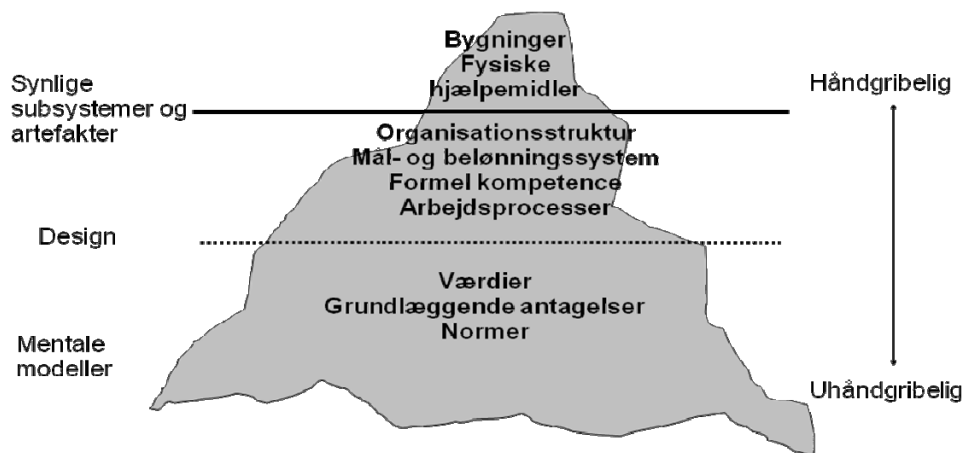 Bygninger
Fysiske
hjælpemidler
Synlige
subsystemer og
artefakter
Håndgribelig
Organisationsstruktur
Mål- og belønningssystem
Formel kompetence
Arbejdsprocesser
Design
Værdier
Grundlæggende antagelser
Normer
Mentale
modeller
Uhåndgribelig